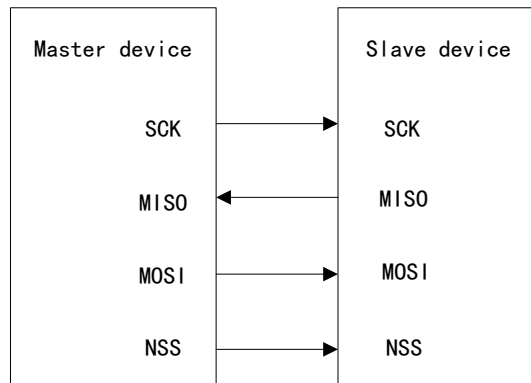 Master device
Slave device
SCK
SCK
MISO
MISO
MOSI
MOSI
NSS
NSS